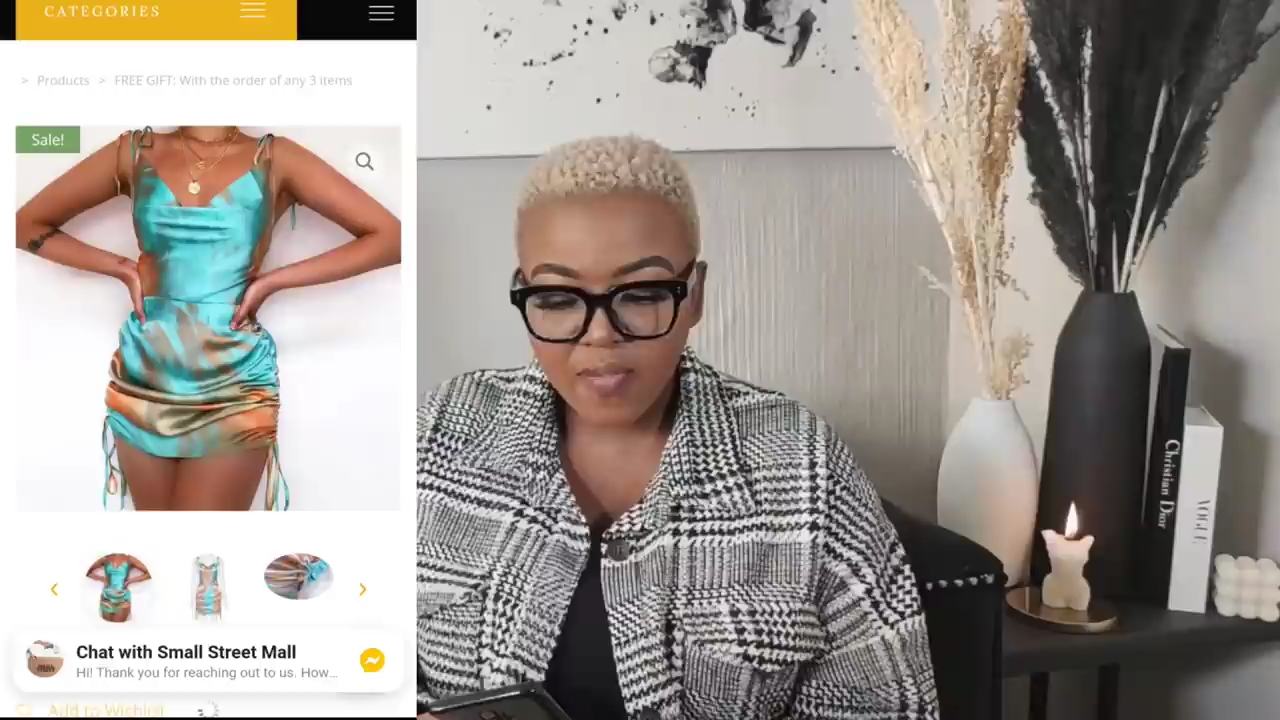 CATEGORIES
> Products > FREE GIFT: With the order of any 3 items
Sale!
Chat with Small Street Mall
Hi! Thank you for reaching out to us. How...
Add to Wishlist
Christian Dior
VOGUE